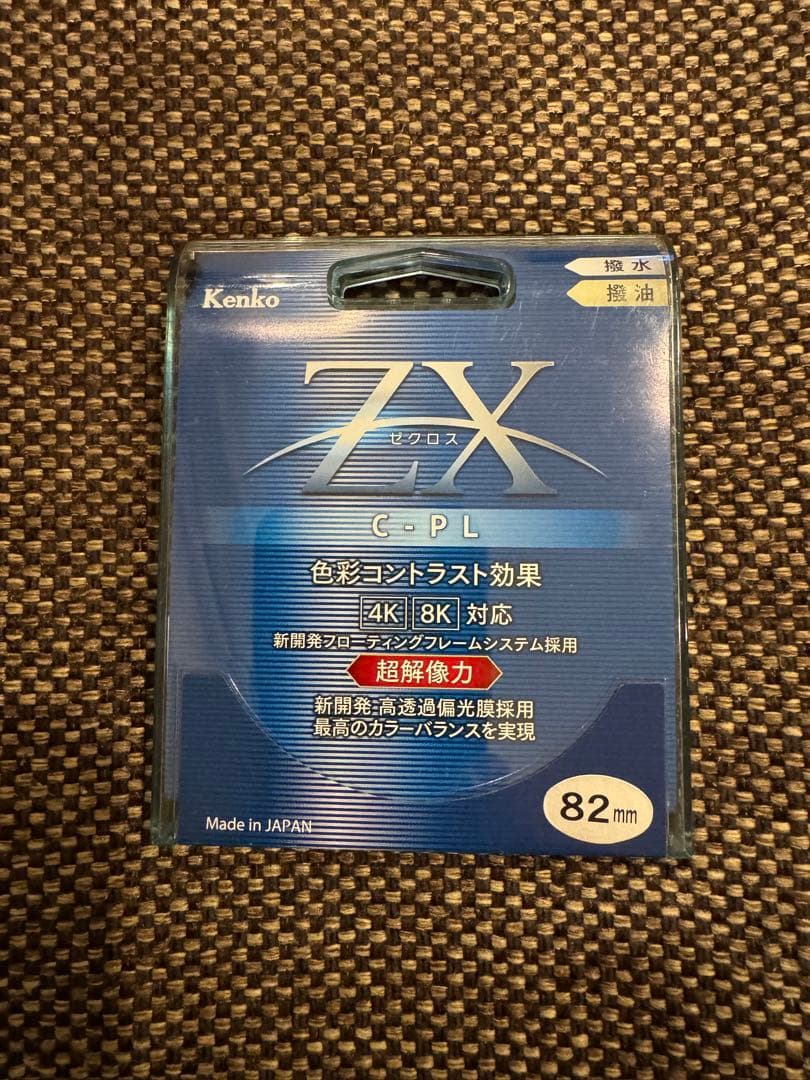 撥水
Kenko
撥油
ZX
ゼクロス
C-PL
色彩コントラスト効果
4K 8K 対応
新開発フローティングフレームシステム採用
超解像力
新開発・高透過偏光膜採用
最高のカラーバランスを実現
82mm
Made in JAPAN